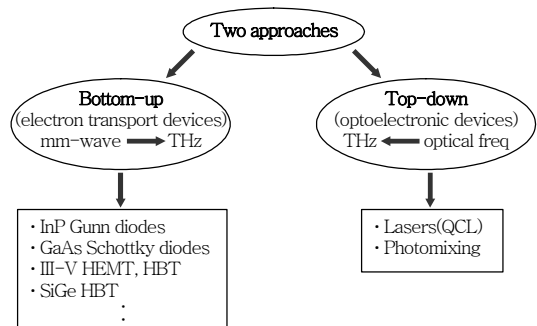 Two approaches
Bottom-up
(electron transport devices)
mm-wave → THz
Top-down
(optoelectronic devices)
THz ← optical freq
· InP Gunn diodes
· GaAs Schottky diodes
· III-V HEMT, HBT
· SiGe HBT
:
· Lasers(QCL)
· Photomixing